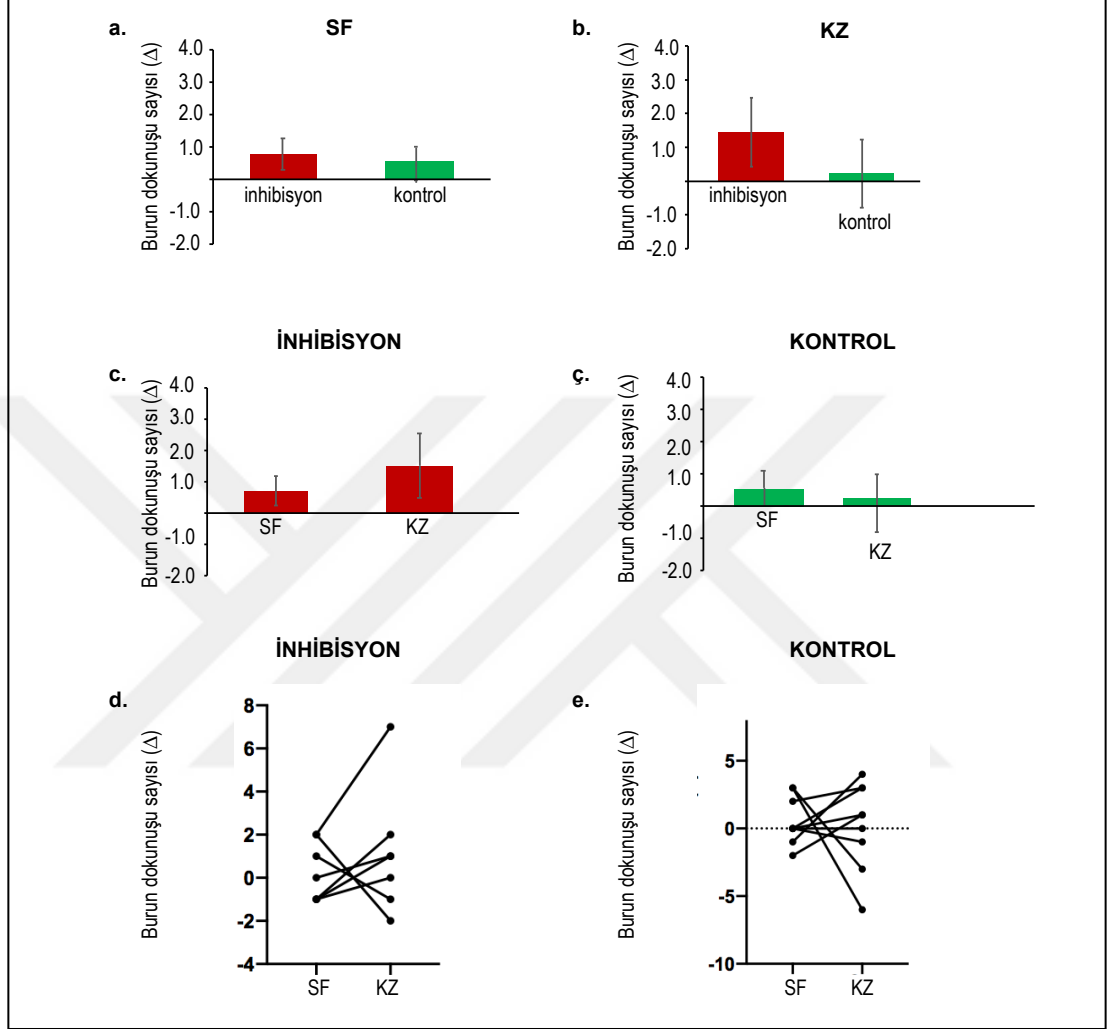 a.
SF
Burun dokunuşu sayısı (Δ)
4.0
3.0
2.0
1.0
-1.0
-2.0
inhibisyon
kontrol
b.
KZ
Burun dokunuşu sayısı (Δ)
4.0
3.0
2.0
1.0
-1.0
-2.0
inhibisyon
kontrol
İNHİBİSYON
c.
Burun dokunuşu sayısı (Δ)
4.0
3.0
2.0
1.0
-1.0
-2.0
SF
KZ
KONTROL
ç.
Burun dokunuşu sayısı (Δ)
4.0
3.0
2.0
1.0
-1.0
-2.0
SF
KZ
İNHİBİSYON
d.
Burun dokunuşu sayısı (Δ)
8
6
4
2
0
-2
-4
SF
KZ
KONTROL
e.
Burun dokunuşu sayısı (Δ)
5
0
-5
-10
SF
KZ